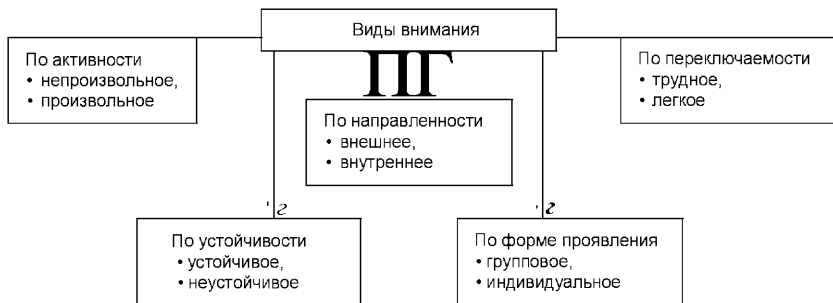 Виды внимания
По активности
• непроизвольное,
• произвольное
ПГ
По переключаемости
• трудное,
• легкое
По направленности
• внешнее,
• внутреннее
' г
' г
По устойчивости
• устойчивое,
• неустойчивое
По форме проявления
• групповое,
• индивидуальное